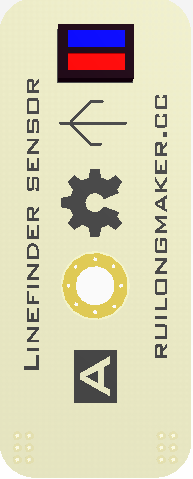 LINEFINDER SENSOR
A
RUILONGMAKER.CC